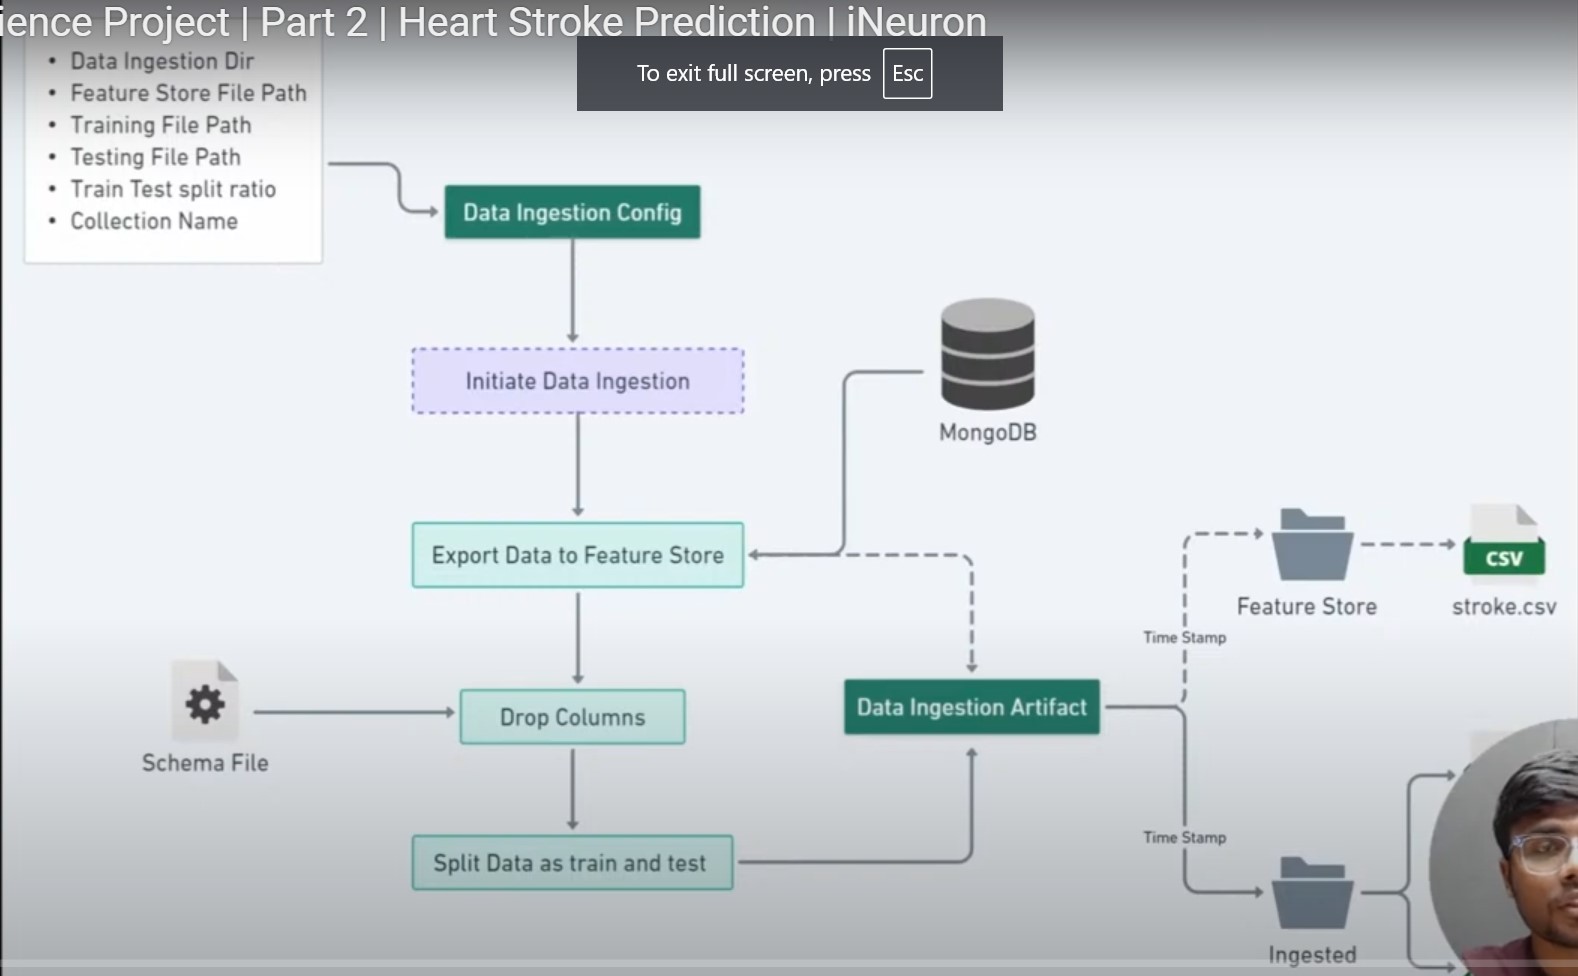 ience Project | Part 2 | Heart Stroke Prediction | iNeuron
To exit full screen, press Esc
• Data Ingestion Dir
• Feature Store File Path
• Training File Path
• Testing File Path
• Train Test split ratio
• Collection Name
Data Ingestion Config
Initiate Data Ingestion
MongoDB
Export Data to Feature Store
CSV
Feature Store
stroke.csv
Time Stamp
Schema File
Drop Columns
Data Ingestion Artifact
Time Stamp
Split Data as train and test
Ingested